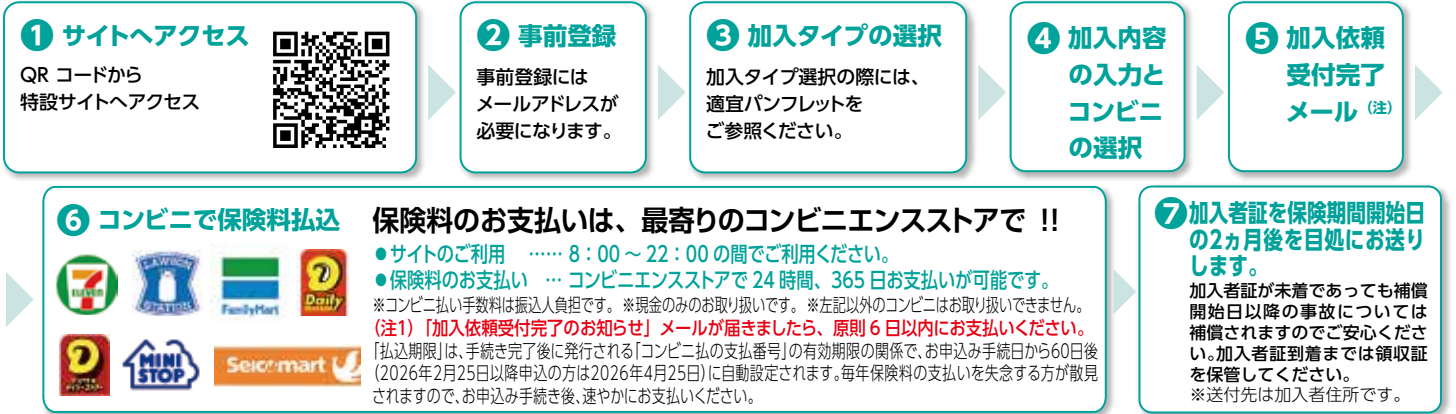 ❶ サイトへアクセス
QR コードから
特設サイトへアクセス
❷ 事前登録
事前登録には
メールアドレスが
必要になります。
❸ 加入タイプの選択
加入タイプ選択の際には、
適宜パンフレットを
ご参照ください。
❹ 加入内容
の入力と
コンビニ
の選択
❺ 加入依頼
受付完了
メール（注）
❻ コンビニで保険料払込
7
ELEVEN
LAWSON
STATION
FamilyMart
Daily
MINI
STOP
Seicomart
保険料のお支払いは、最寄りのコンビニエンスストアで !!
●サイトのご利用 …… 8：00 ～ 22：00 の間でご利用ください。
●保険料のお支払い … コンビニエンスストアで 24 時間、365 日お支払いが可能です。
※コンビニ払い手数料は振込人負担です。※現金のみのお取り扱いです。※左記以外のコンビニはお取り扱いできません。
（注1）「加入依頼受付完了のお知らせ」メールが届きましたら、原則 6 日以内にお支払いください。
「払込期限」は、手続き完了後に発行される「コンビニ払の支払番号」の有効期限の関係で、お申込み手続日から60日後
（2026年2月25日以降申込の方は2026年4月25日）に自動設定されます。毎年保険料の支払いを失念する方が散見
されますので、お申込み手続き後、速やかにお支払いください。
❼加入者証を保険期間開始日
の2ヵ月後を目処にお送り
します。
加入者証が未着であっても補償
開始日以降の事故については
補償されますのでご安心くださ
い。加入者証到着までは領収証
を保管してください。
※送付先は加入者住所です。